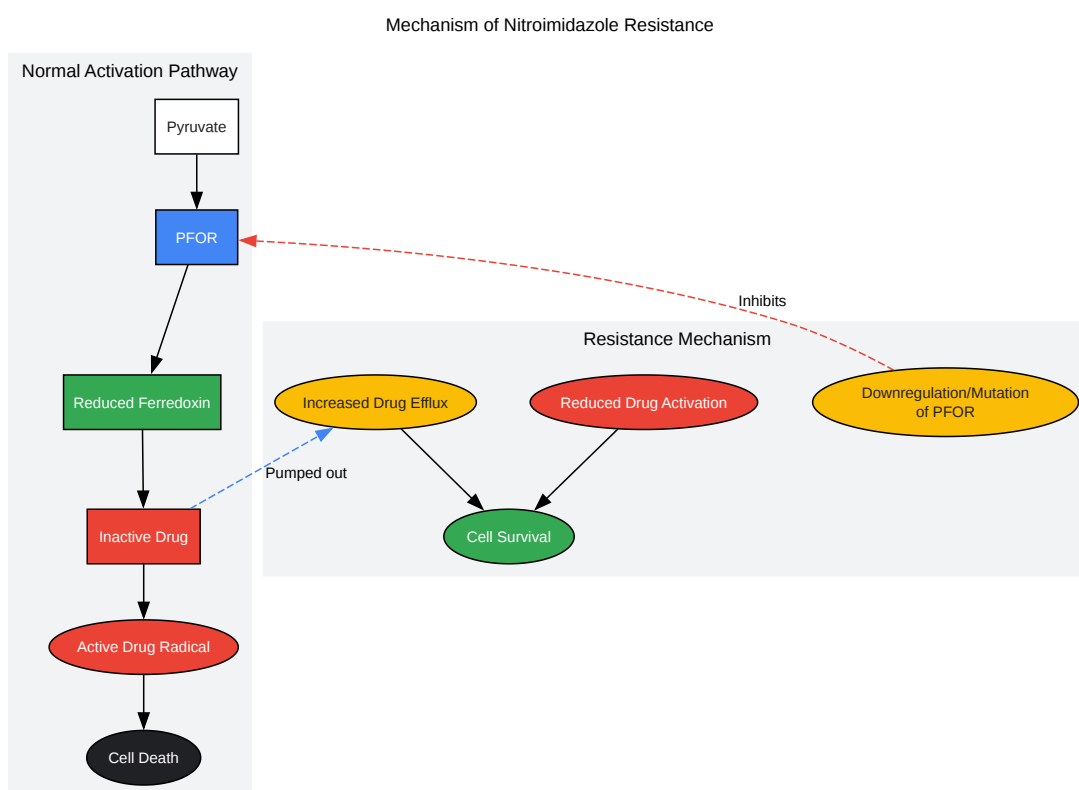 Mechanism of Nitroimidazole Resistance
Normal Activation Pathway
Pyruvate
PFOR
Reduced Ferredoxin
Inactive Drug
Active Drug Radical
Cell Death
Inhibits
Pumped out
Resistance Mechanism
Increased Drug Efflux
Reduced Drug Activation
Downregulation/Mutation
of PFOR
Cell Survival